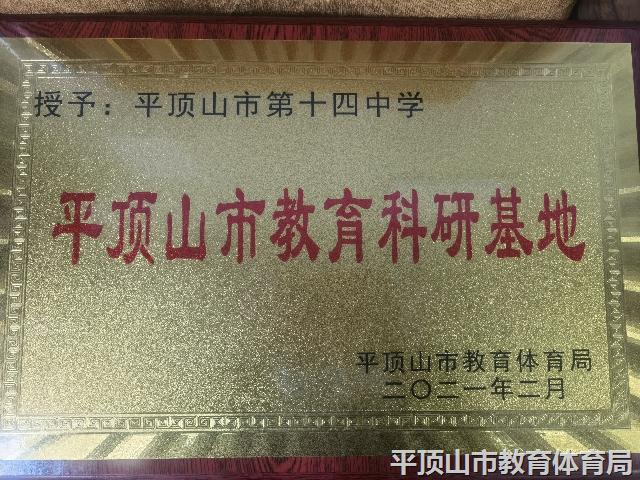 授予：平顶山市第十四中学
平顶山市教育科研基地
平顶山市教育体育局
二〇二一年二月
平顶山市教育体育局